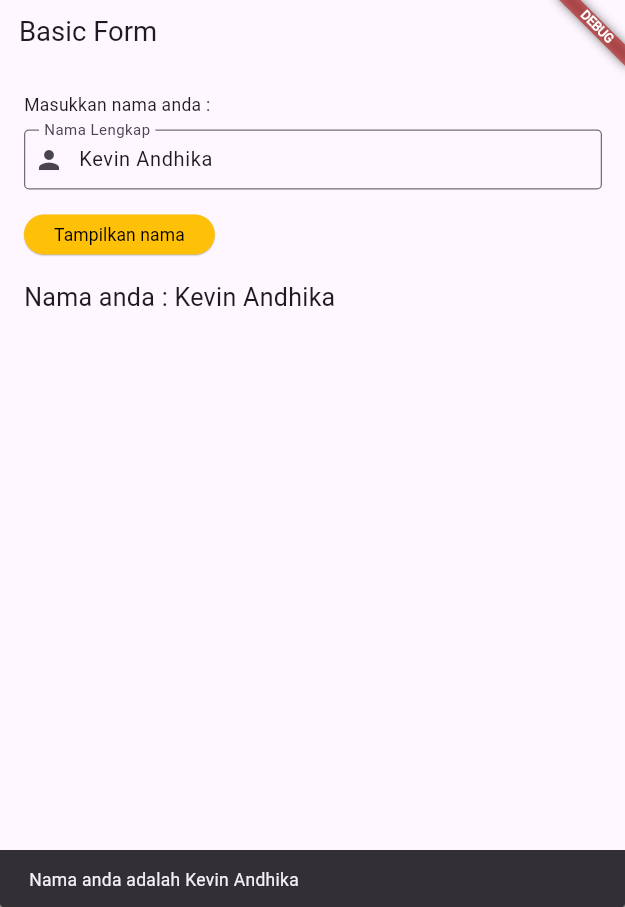 Basic Form
DEBUG
Masukkan nama anda :
Nama Lengkap
Kevin Andhika
Tampilkan nama
Nama anda : Kevin Andhika
Nama anda adalah Kevin Andhika